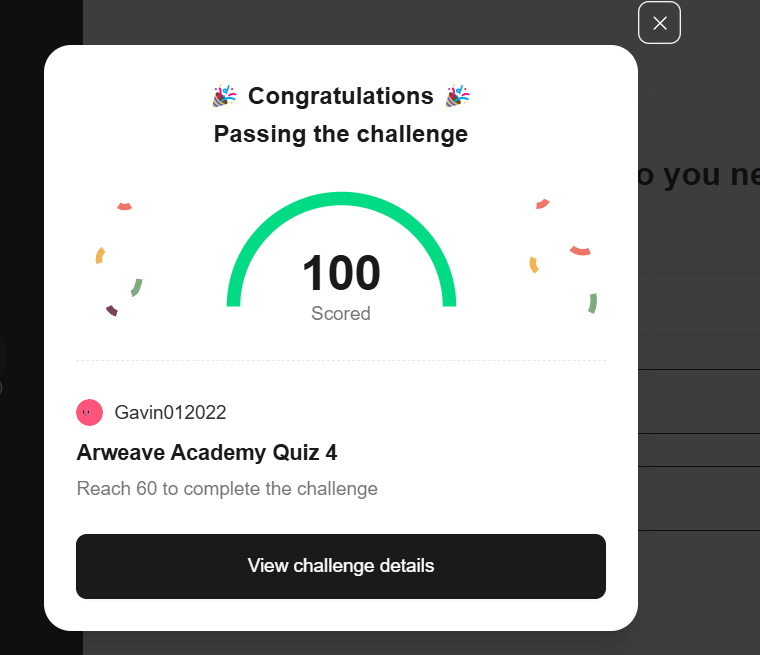 Congratulations
Passing the challenge
you
100
Scored
Gavin012022
Arweave Academy Quiz 4
Reach 60 to complete the challenge
View challenge details